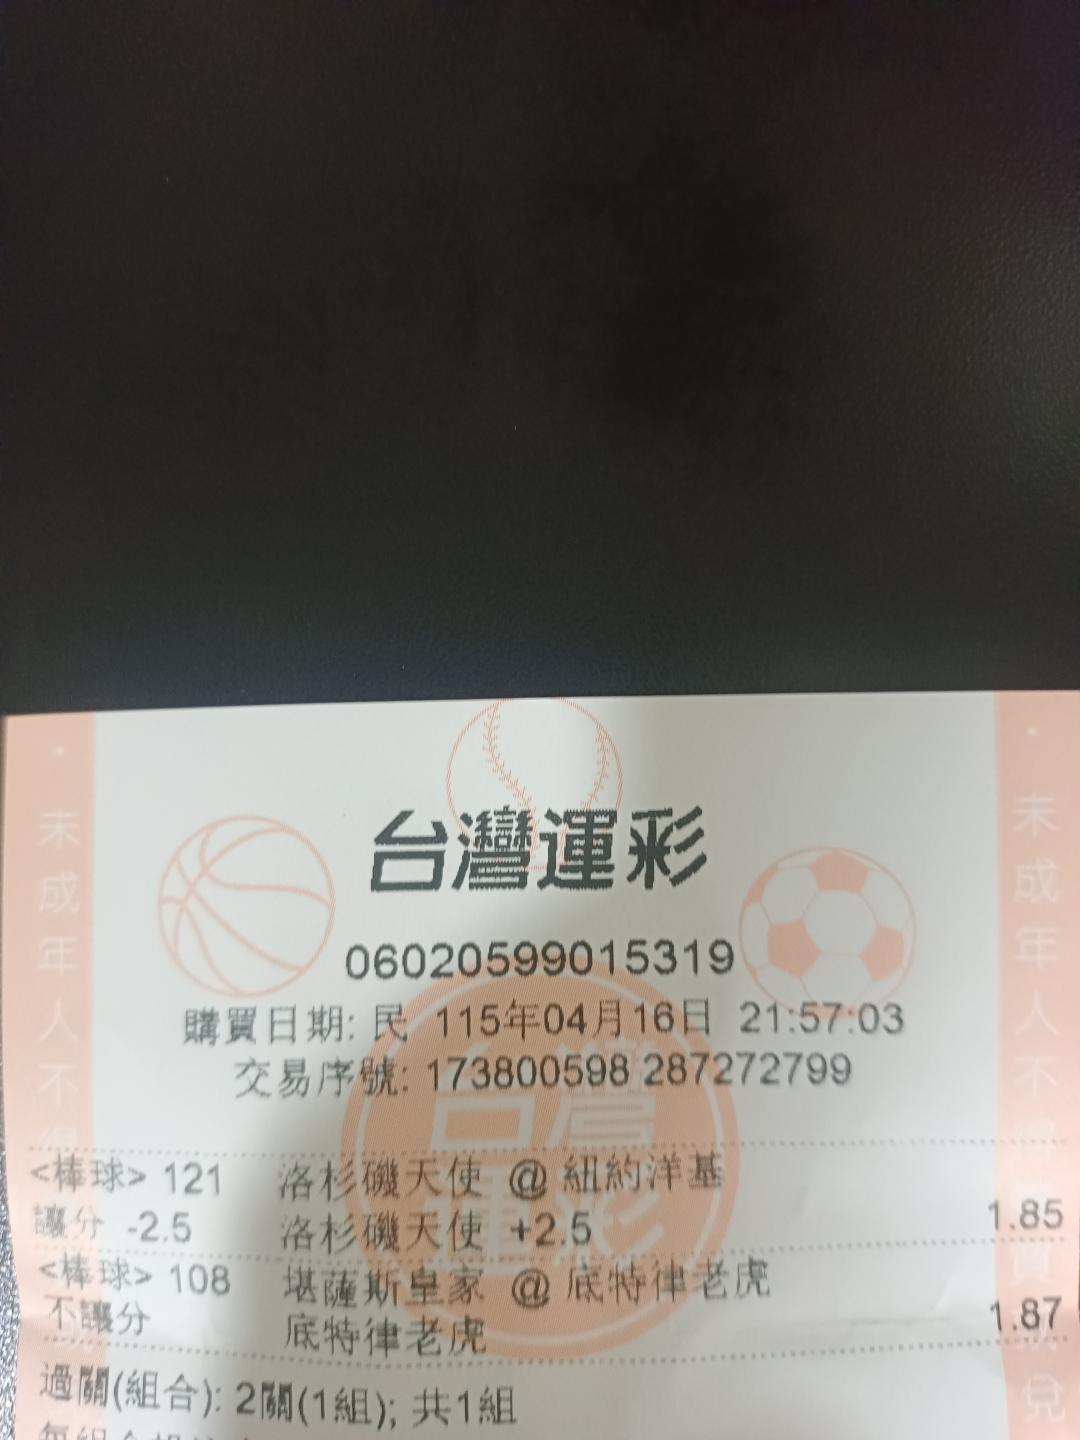 台灣運彩
06020599015319
購買日期: 民 115年04月16日 21:57:03
交易序號: 173800598 287272799
<棒球> 121 洛杉磯天使 @ 紐約洋基
讓分 -2.5 洛杉磯天使 +2.5 1.85
<棒球> 108 堪薩斯皇家 @ 底特律老虎
不讓分 底特律老虎 1.87
過關(組合): 2關(1組); 共1組
未成年人不得
未成年人不得購買或兌